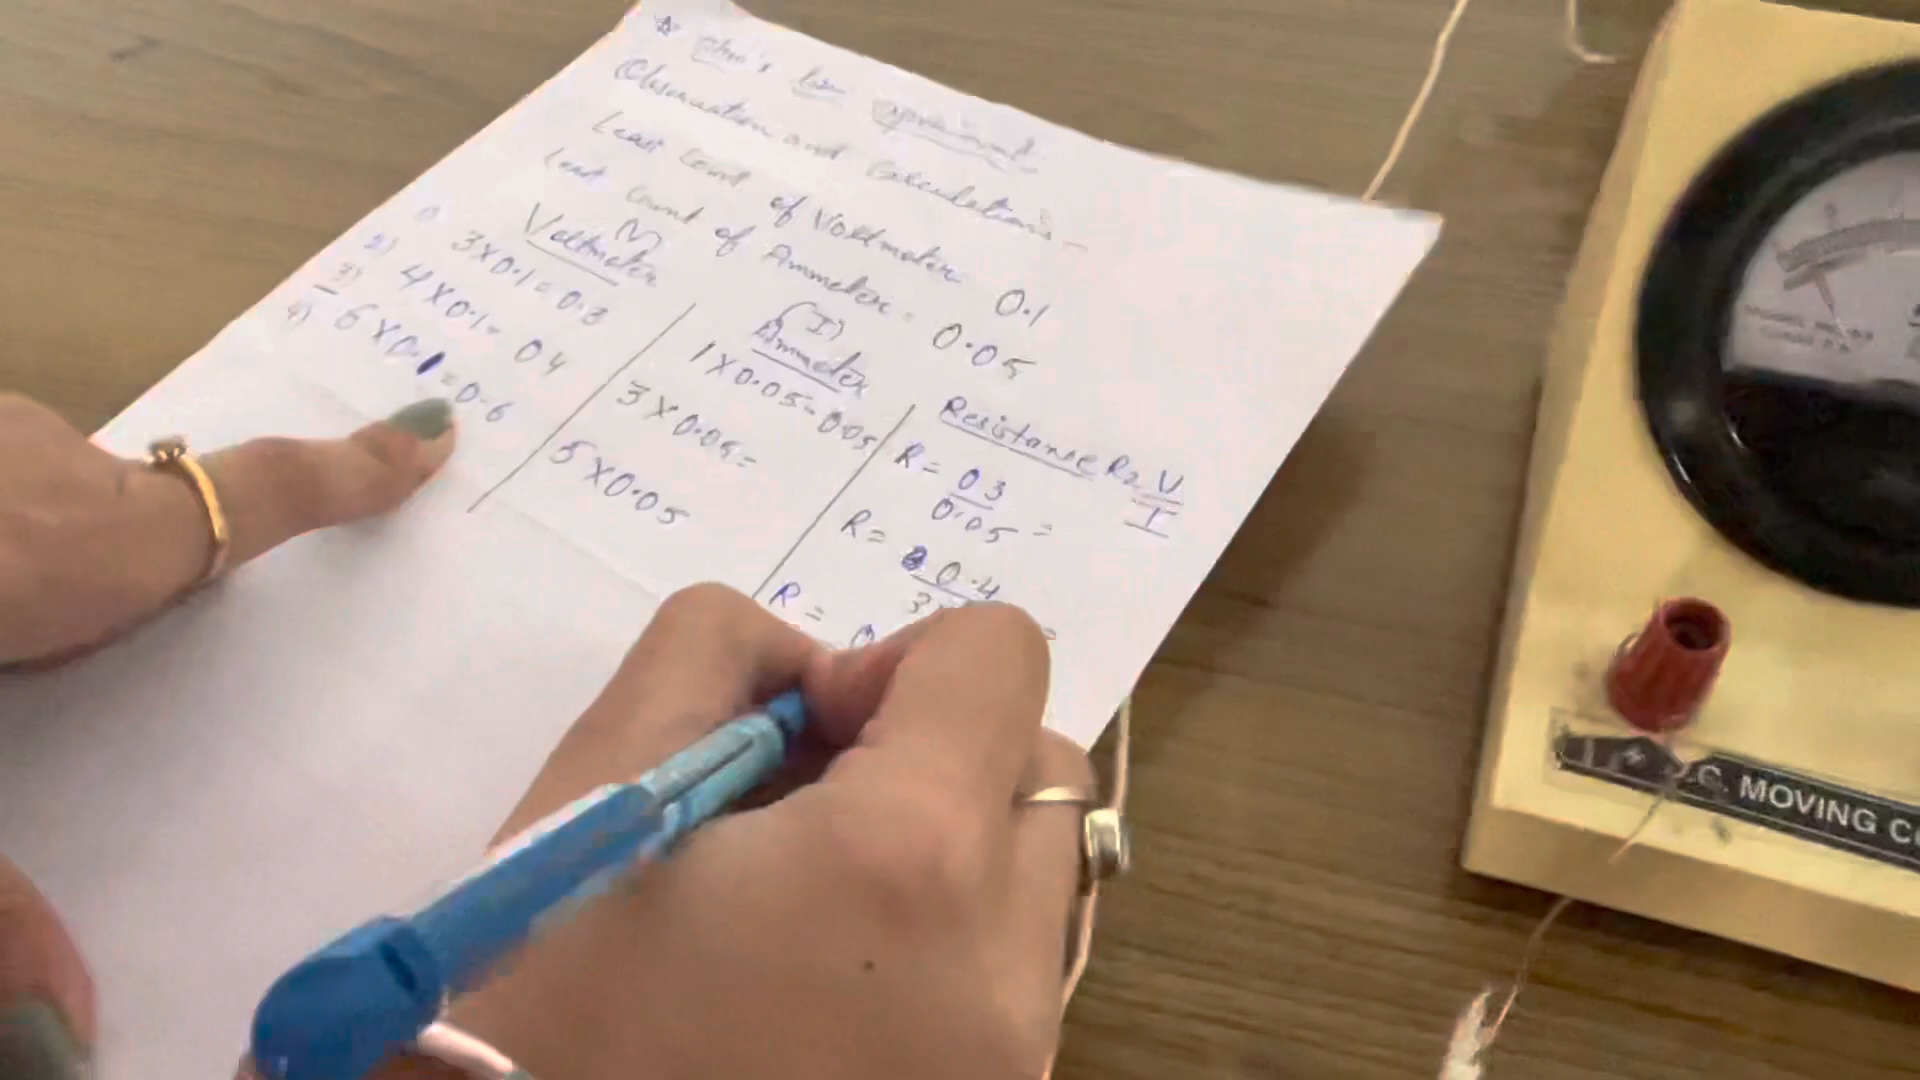 Ohm's law experiment
Observation and Calculations -
Least Count of Voltmeter = 0.1
Least Count of Ammeter = 0.05
(V)
Voltmeter
1) 3 X 0.1 = 0.3
2) 4 X 0.1 = 0.4
3) 6 X 0.1 = 0.6
4)
(I)
Ammeter
1 X 0.05 = 0.05
3 X 0.05 =
5 X 0.05
Resistance R = V/I
R = 0.3/0.05 =
R = 0.4/3 =
R = 0
MOVING